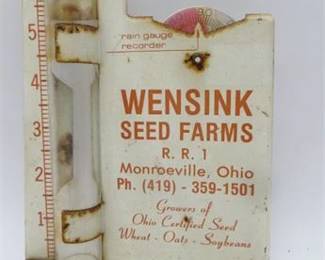 80
rain gauge
recorder
WENSINK
SEED FARMS
R. R. 1
Monroeville, Ohio
Ph. (419) - 359-1501
Growers of
Ohio Certified Seed
Wheat - Oats - Soybeans
5
4
3
2
1